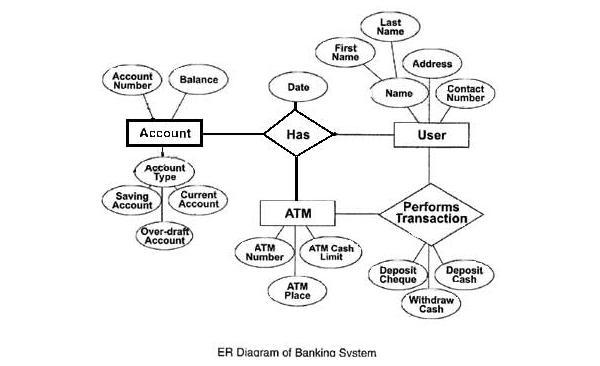 Last
Name
First
Name
Address
Account
Number
Balance
Date
Name
Contact
Number
Account
Has
User
Account
Type
Saving
Account
Current
Account
Over-draft
Account
ATM
Performs
Transaction
ATM
Number
ATM Cash
Limit
ATM
Place
Deposit
Cheque
Deposit
Cash
Withdraw
Cash
ER Diagram of Banking System